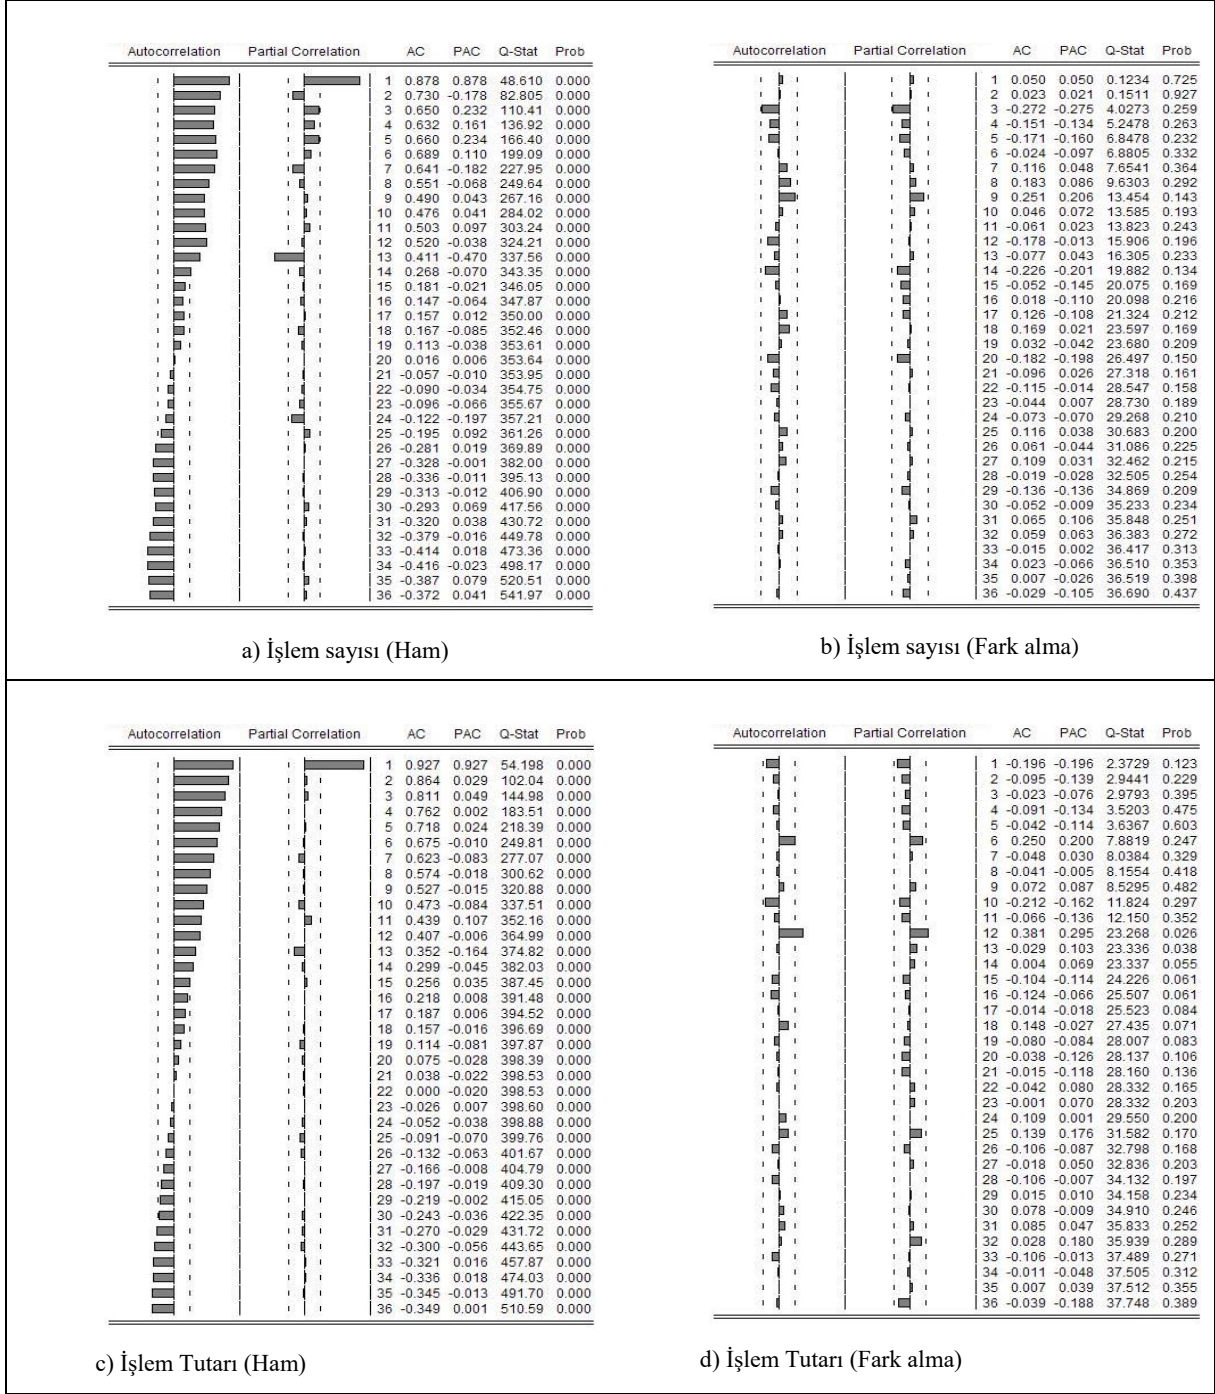 Autocorrelation Partial Correlation AC PAC Q-Stat Prob
1 0.878 0.878 48.610 0.000
2 0.730 -0.178 82.805 0.000
3 0.650 0.232 110.41 0.000
4 0.632 0.161 136.92 0.000
5 0.660 0.234 166.40 0.000
6 0.689 0.110 199.09 0.000
7 0.641 -0.182 227.95 0.000
8 0.551 -0.068 249.64 0.000
9 0.490 0.043 267.16 0.000
10 0.476 0.041 284.02 0.000
11 0.503 0.097 303.24 0.000
12 0.520 -0.038 324.21 0.000
13 0.411 -0.470 337.56 0.000
14 0.268 -0.070 343.35 0.000
15 0.181 -0.021 346.05 0.000
16 0.147 -0.064 347.87 0.000
17 0.157 0.012 350.00 0.000
18 0.167 -0.085 352.46 0.000
19 0.113 -0.038 353.61 0.000
20 0.016 0.006 353.64 0.000
21 -0.057 -0.010 353.95 0.000
22 -0.090 -0.034 354.75 0.000
23 -0.096 -0.066 355.67 0.000
24 -0.122 -0.197 357.21 0.000
25 -0.195 0.092 361.26 0.000
26 -0.281 0.019 369.89 0.000
27 -0.328 -0.001 382.00 0.000
28 -0.336 -0.011 395.13 0.000
29 -0.313 -0.012 406.90 0.000
30 -0.293 0.069 417.56 0.000
31 -0.320 0.038 430.72 0.000
32 -0.379 -0.016 449.78 0.000
33 -0.414 0.018 473.36 0.000
34 -0.416 -0.023 498.17 0.000
35 -0.387 0.079 520.51 0.000
36 -0.372 0.041 541.97 0.000
a) İşlem sayısı (Ham)
Autocorrelation Partial Correlation AC PAC Q-Stat Prob
1 0.050 0.050 0.1234 0.725
2 0.023 0.021 0.1511 0.927
3 -0.272 -0.275 4.0273 0.259
4 -0.151 -0.134 5.2478 0.263
5 -0.171 -0.160 6.8478 0.232
6 -0.024 -0.097 6.8805 0.332
7 0.116 0.048 7.6541 0.364
8 0.183 0.086 9.6303 0.292
9 0.251 0.206 13.454 0.143
10 0.046 0.072 13.585 0.193
11 -0.061 0.023 13.823 0.243
12 -0.178 -0.013 15.906 0.196
13 -0.077 0.043 16.305 0.233
14 -0.226 -0.201 19.882 0.134
15 -0.052 -0.145 20.075 0.169
16 0.018 -0.110 20.098 0.216
17 0.126 -0.108 21.324 0.212
18 0.169 0.021 23.597 0.169
19 0.032 -0.042 23.680 0.209
20 -0.182 -0.198 26.497 0.150
21 -0.096 0.026 27.318 0.161
22 -0.115 -0.014 28.547 0.158
23 -0.044 0.007 28.730 0.189
24 -0.073 -0.070 29.268 0.210
25 0.116 0.038 30.683 0.200
26 0.061 -0.044 31.086 0.225
27 0.109 0.031 32.462 0.215
28 -0.019 -0.028 32.505 0.254
29 -0.136 -0.136 34.869 0.209
30 -0.052 -0.009 35.233 0.234
31 0.065 0.106 35.848 0.251
32 0.059 0.063 36.383 0.272
33 -0.015 0.002 36.417 0.313
34 0.023 -0.066 36.510 0.353
35 0.007 -0.026 36.519 0.398
36 -0.029 -0.105 36.690 0.437
b) İşlem sayısı (Fark alma)
Autocorrelation Partial Correlation AC PAC Q-Stat Prob
1 0.927 0.927 54.198 0.000
2 0.864 0.029 102.04 0.000
3 0.811 0.049 144.98 0.000
4 0.762 0.002 183.51 0.000
5 0.718 0.024 218.39 0.000
6 0.675 -0.010 249.81 0.000
7 0.623 -0.083 277.07 0.000
8 0.574 -0.018 300.62 0.000
9 0.527 -0.015 320.88 0.000
10 0.473 -0.084 337.51 0.000
11 0.439 0.107 352.16 0.000
12 0.407 -0.006 364.99 0.000
13 0.352 -0.164 374.82 0.000
14 0.299 -0.045 382.03 0.000
15 0.256 0.035 387.45 0.000
16 0.218 0.008 391.48 0.000
17 0.187 0.006 394.52 0.000
18 0.157 -0.016 396.69 0.000
19 0.114 -0.081 397.87 0.000
20 0.075 -0.028 398.39 0.000
21 0.038 -0.022 398.53 0.000
22 0.000 -0.020 398.53 0.000
23 -0.026 0.007 398.60 0.000
24 -0.052 -0.038 398.88 0.000
25 -0.091 -0.070 399.76 0.000
26 -0.132 -0.063 401.67 0.000
27 -0.166 -0.008 404.79 0.000
28 -0.197 -0.019 409.30 0.000
29 -0.219 -0.002 415.05 0.000
30 -0.243 -0.036 422.35 0.000
31 -0.270 -0.029 431.72 0.000
32 -0.300 -0.056 443.65 0.000
33 -0.321 0.016 457.87 0.000
34 -0.336 0.018 474.03 0.000
35 -0.345 -0.013 491.70 0.000
36 -0.349 0.001 510.59 0.000
c) İşlem Tutarı (Ham)
Autocorrelation Partial Correlation AC PAC Q-Stat Prob
1 -0.196 -0.196 2.3729 0.123
2 -0.095 -0.139 2.9441 0.229
3 -0.023 -0.076 2.9793 0.395
4 -0.091 -0.134 3.5203 0.475
5 -0.042 -0.114 3.6367 0.603
6 0.250 0.200 7.8819 0.247
7 -0.048 0.030 8.0384 0.329
8 -0.041 -0.005 8.1554 0.418
9 0.072 0.087 8.5295 0.482
10 -0.212 -0.162 11.824 0.297
11 -0.066 -0.136 12.150 0.352
12 0.381 0.295 23.268 0.026
13 -0.029 0.103 23.336 0.038
14 0.004 0.069 23.337 0.055
15 -0.104 -0.114 24.226 0.061
16 -0.124 -0.066 25.507 0.061
17 -0.014 -0.018 25.523 0.084
18 0.148 -0.027 27.435 0.071
19 -0.080 -0.084 28.007 0.083
20 -0.038 -0.126 28.137 0.106
21 -0.015 -0.118 28.160 0.136
22 -0.042 0.080 28.332 0.165
23 -0.001 0.070 28.332 0.203
24 0.109 0.001 29.550 0.200
25 0.139 0.176 31.582 0.170
26 -0.106 -0.087 32.798 0.168
27 -0.018 0.050 32.836 0.203
28 -0.106 -0.007 34.132 0.197
29 0.015 0.010 34.158 0.234
30 0.078 -0.009 34.910 0.246
31 0.085 0.047 35.833 0.252
32 0.028 0.180 35.939 0.289
33 -0.106 -0.013 37.489 0.271
34 -0.011 -0.048 37.505 0.312
35 0.007 0.039 37.512 0.355
36 -0.039 -0.188 37.748 0.389
d) İşlem Tutarı (Fark alma)